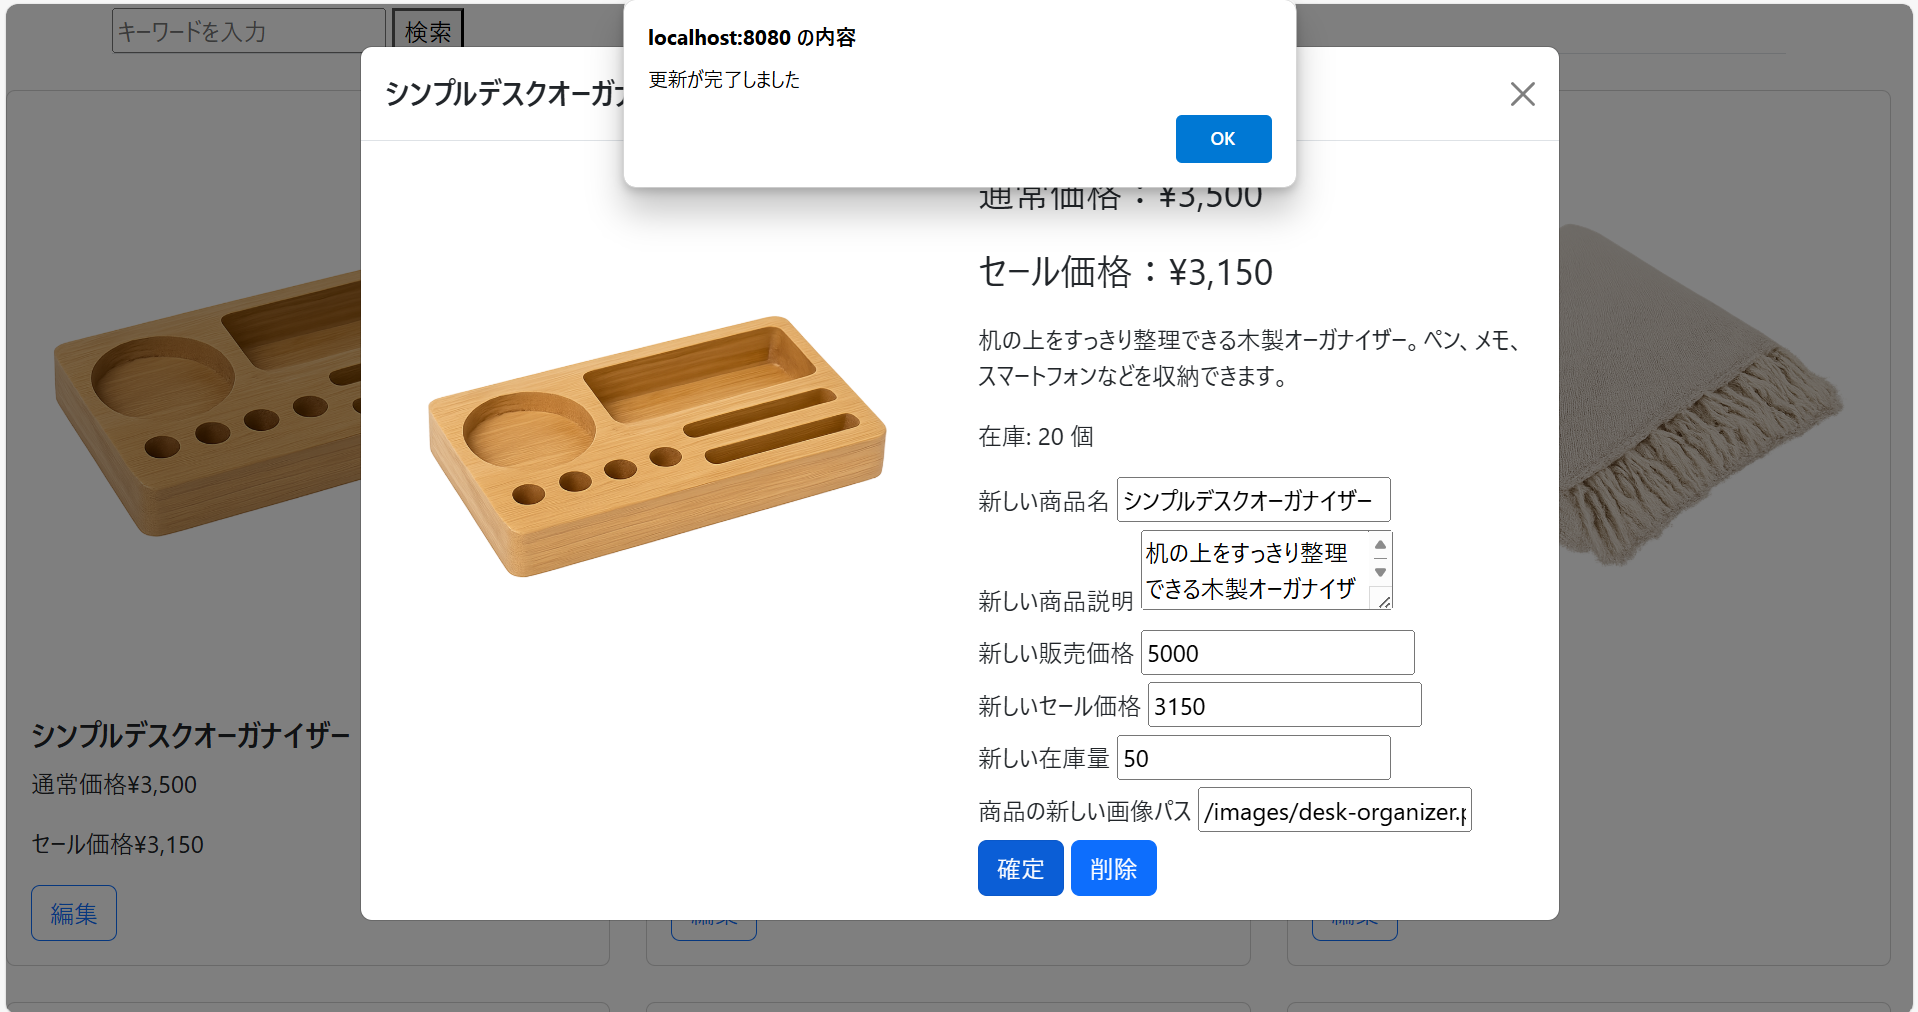 キーワードを入力
検索
localhost:8080 の内容
更新が完了しました
OK
シンプルデスクオーガナ
通常価格：¥3,500
セール価格：¥3,150
机の上をすっきり整理できる木製オーガナイザー。ペン、メモ、
スマートフォンなどを収納できます。
在庫: 20 個
新しい商品名 シンプルデスクオーガナイザー
机の上をすっきり整理
できる木製オーガナイザ
新しい商品説明
新しい販売価格 5000
新しいセール価格 3150
新しい在庫量 50
商品の新しい画像パス /images/desk-organizer.p
確定 削除
シンプルデスクオーガナイザー
通常価格¥3,500
セール価格¥3,150
編集
編集
編集